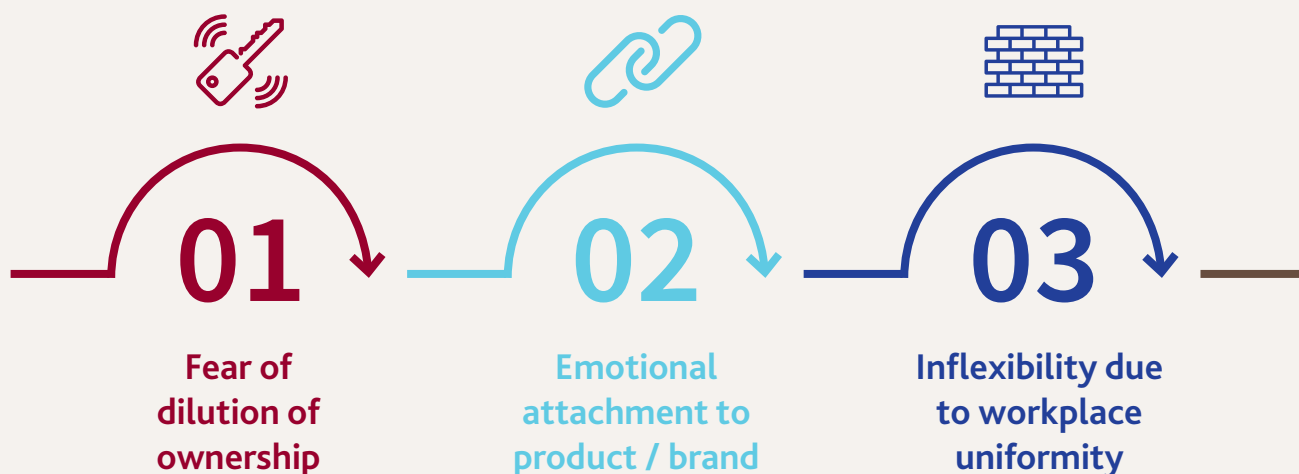 01
Fear of
dilution of
ownership
02
Emotional
attachment to
product / brand
03
Inflexibility due
to workplace
uniformity